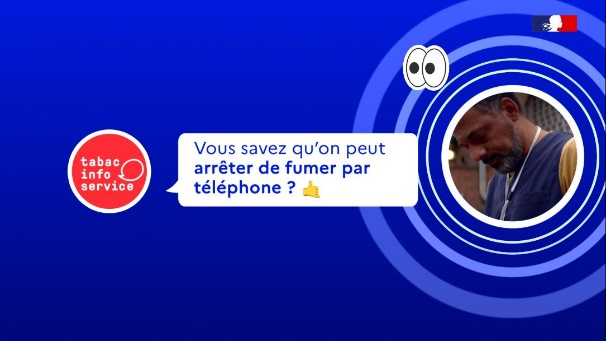 tabac
info
service
Vous savez qu'on peut
arrêter de fumer par
téléphone ? 🤙